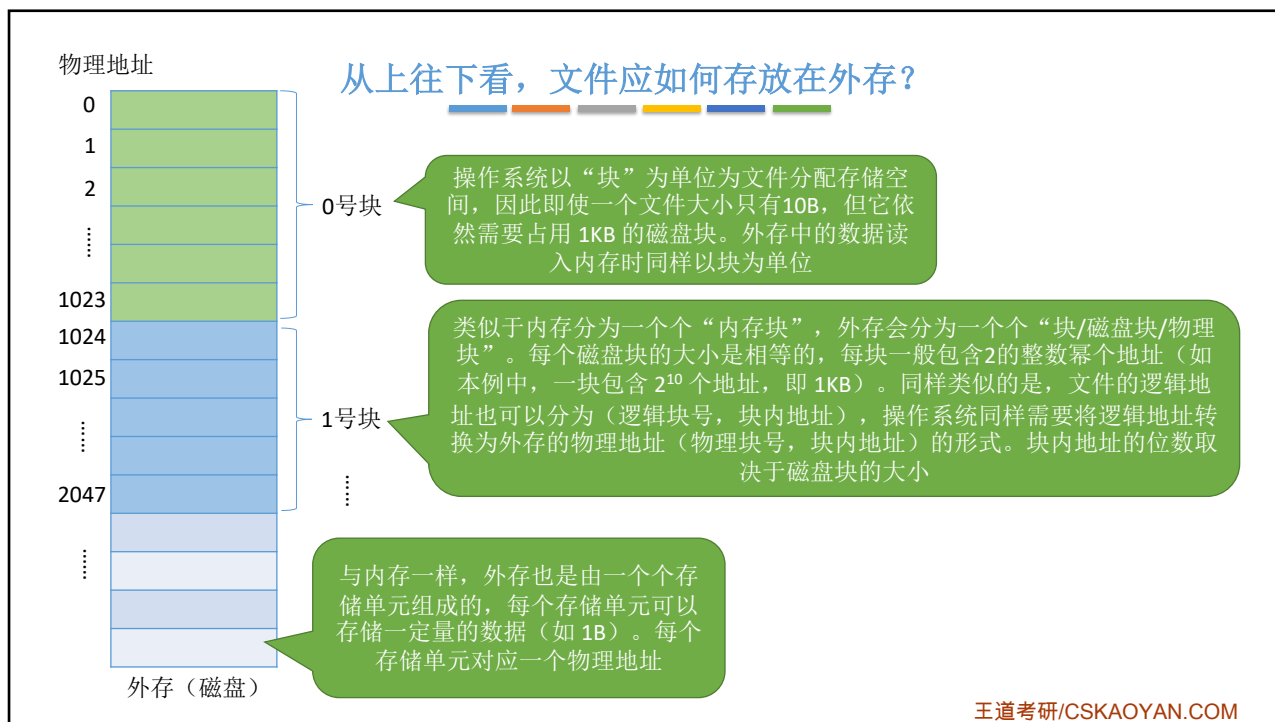 物理地址
从上往下看，文件应如何存放在外存？
0
1
2
……
1023
1024
1025
……
2047
……
外存（磁盘）
0号块
1号块
……
操作系统以“块”为单位为文件分配存储空
间，因此即使一个文件大小只有10B，但它依
然需要占用 1KB 的磁盘块。外存中的数据读
入内存时同样以块为单位
类似于内存分为一个个“内存块”，外存会分为一个个“块/磁盘块/物理
块”。每个磁盘块的大小是相等的，每块一般包含2的整数幂个地址（如
本例中，一块包含 2¹⁰ 个地址，即 1KB）。同样类似的是，文件的逻辑地
址也可以分为（逻辑块号，块内地址），操作系统同样需要将逻辑地址转
换为外存的物理地址（物理块号，块内地址）的形式。块内地址的位数取
决于磁盘块的大小
与内存一样，外存也是由一个个存
储单元组成的，每个存储单元可以
存储一定量的数据（如 1B）。每个
存储单元对应一个物理地址
王道考研/CSKAOYAN.COM